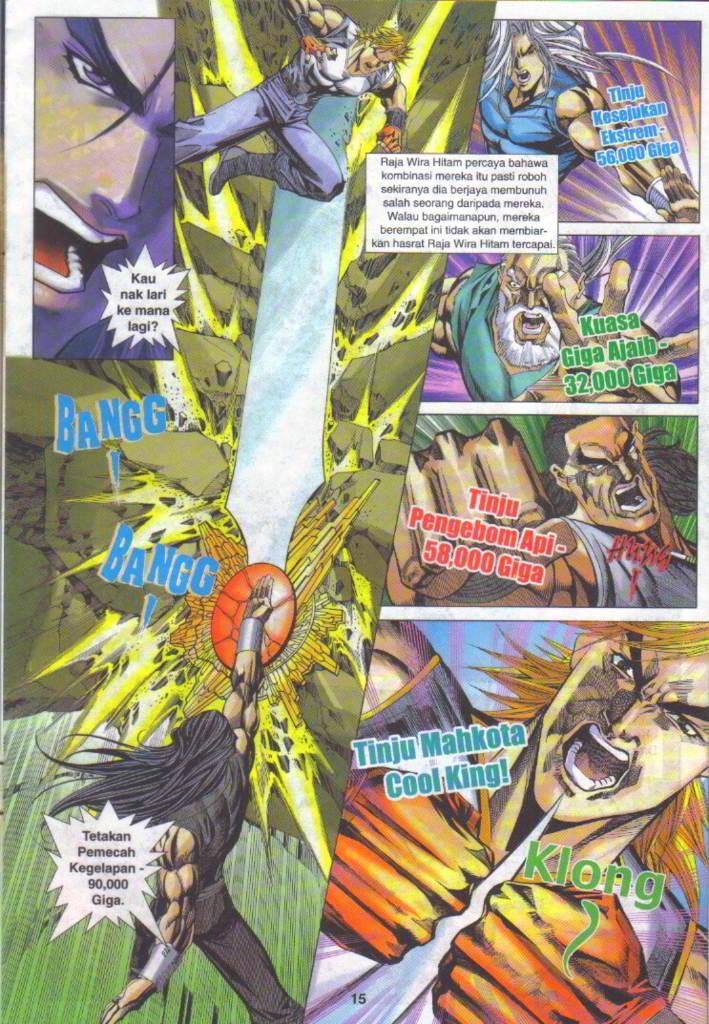 Kau
nak lari
ke mana
lagi?
Raja Wira Hitam percaya bahawa
kombinasi mereka itu pasti roboh
sekiranya dia berjaya membunuh
salah seorang daripada mereka.
Walau bagaimanapun, mereka
berempat ini tidak akan membiar-
kan hasrat Raja Wira Hitam tercapai.
Tinju
Kesejukan
Ekstrem -
56,000 Giga
Kuasa
Giga Ajaib -
32,000 Giga
BANGG
!
BANGG
!
Tinju
Pengebom Api -
58,000 Giga
Tinju Mahkota
Cool King!
Tetakan
Pemecah
Kegelapan -
90,000
Giga.
Klong
15